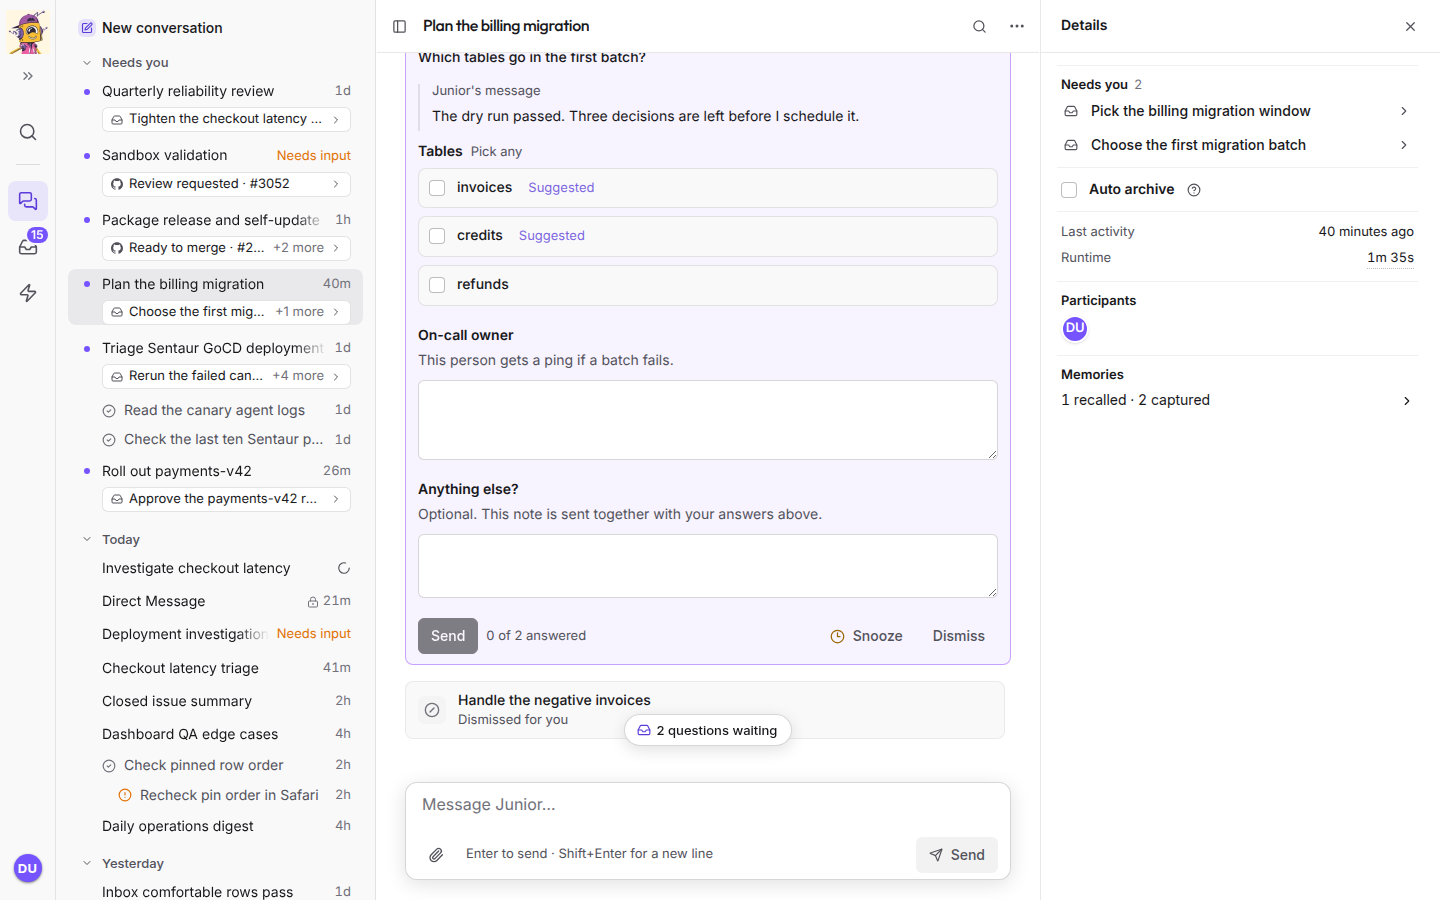 New conversation
Needs you
Quarterly reliability review 1d
Tighten the checkout latency ...
Sandbox validation Needs input
Review requested · #3052
Package release and self-update 1h
Ready to merge · #2... +2 more
Plan the billing migration 40m
Choose the first mig... +1 more
Triage Sentaur GoCD deployment 1d
Rerun the failed can... +4 more
Read the canary agent logs 1d
Check the last ten Sentaur p... 1d
Roll out payments-v42 26m
Approve the payments-v42 r...
Today
Investigate checkout latency
Direct Message 21m
Deployment investigation Needs input
Checkout latency triage 41m
Closed issue summary 2h
Dashboard QA edge cases 4h
Check pinned row order 2h
Recheck pin order in Safari 2h
Daily operations digest 4h
Yesterday
Inbox comfortable rows pass 1d
15
DU
Plan the billing migration
Which tables go in the first batch?
Junior's message
The dry run passed. Three decisions are left before I schedule it.
Tables Pick any
invoices Suggested
credits Suggested
refunds
On-call owner
This person gets a ping if a batch fails.
Anything else?
Optional. This note is sent together with your answers above.
Send 0 of 2 answered Snooze Dismiss
Handle the negative invoices
Dismissed for you
2 questions waiting
Message Junior...
Enter to send · Shift+Enter for a new line Send
Details
Needs you 2
Pick the billing migration window
Choose the first migration batch
Auto archive
Last activity 40 minutes ago
Runtime 1m 35s
Participants
DU
Memories
1 recalled · 2 captured